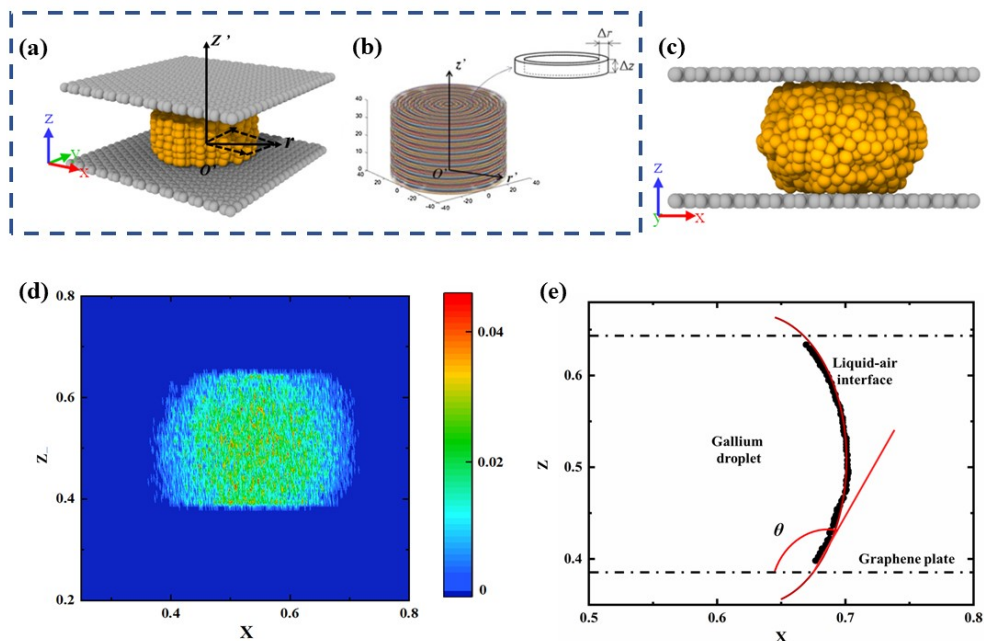 (a)
Z'
r
O'
Z
Y
X
(b)
z'
Δr
Δz
O'
r'
40
30
20
10
0
40
20
0
-20
-40
-40
-20
0
20
40
(c)
Z
y
X
(d)
0.8
0.6
0.4
0.2
Z
0.4
0.6
0.8
X
0.04
0.02
0
(e)
0.6
0.4
Z
0.5
0.6
0.7
0.8
X
Liquid-air
interface
Gallium
droplet
θ
Graphene plate